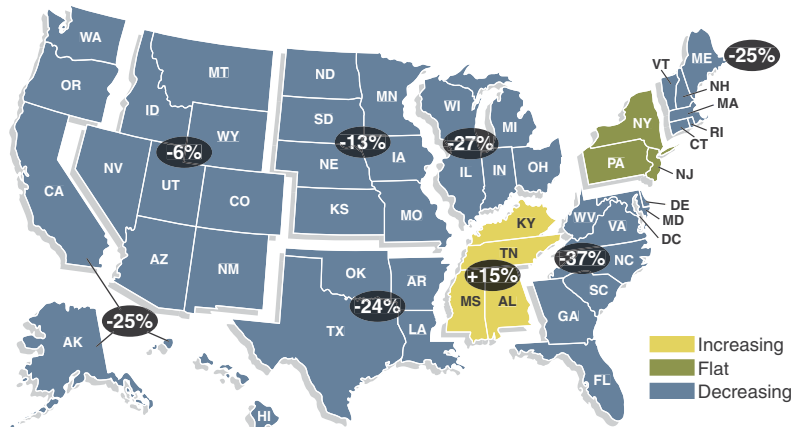 WA
OR
CA
NV
ID
MT
WY
UT
CO
AZ
NM
-6%
ND
SD
NE
KS
MN
IA
MO
-13%
WI
MI
IL
IN
OH
-27%
VT
ME
-25%
NH
MA
RI
CT
NY
PA
NJ
DE
MD
DC
WV
VA
NC
SC
GA
FL
-37%
KY
TN
MS
AL
+15%
OK
AR
TX
LA
-24%
-25%
AK
HI
Increasing
Flat
Decreasing